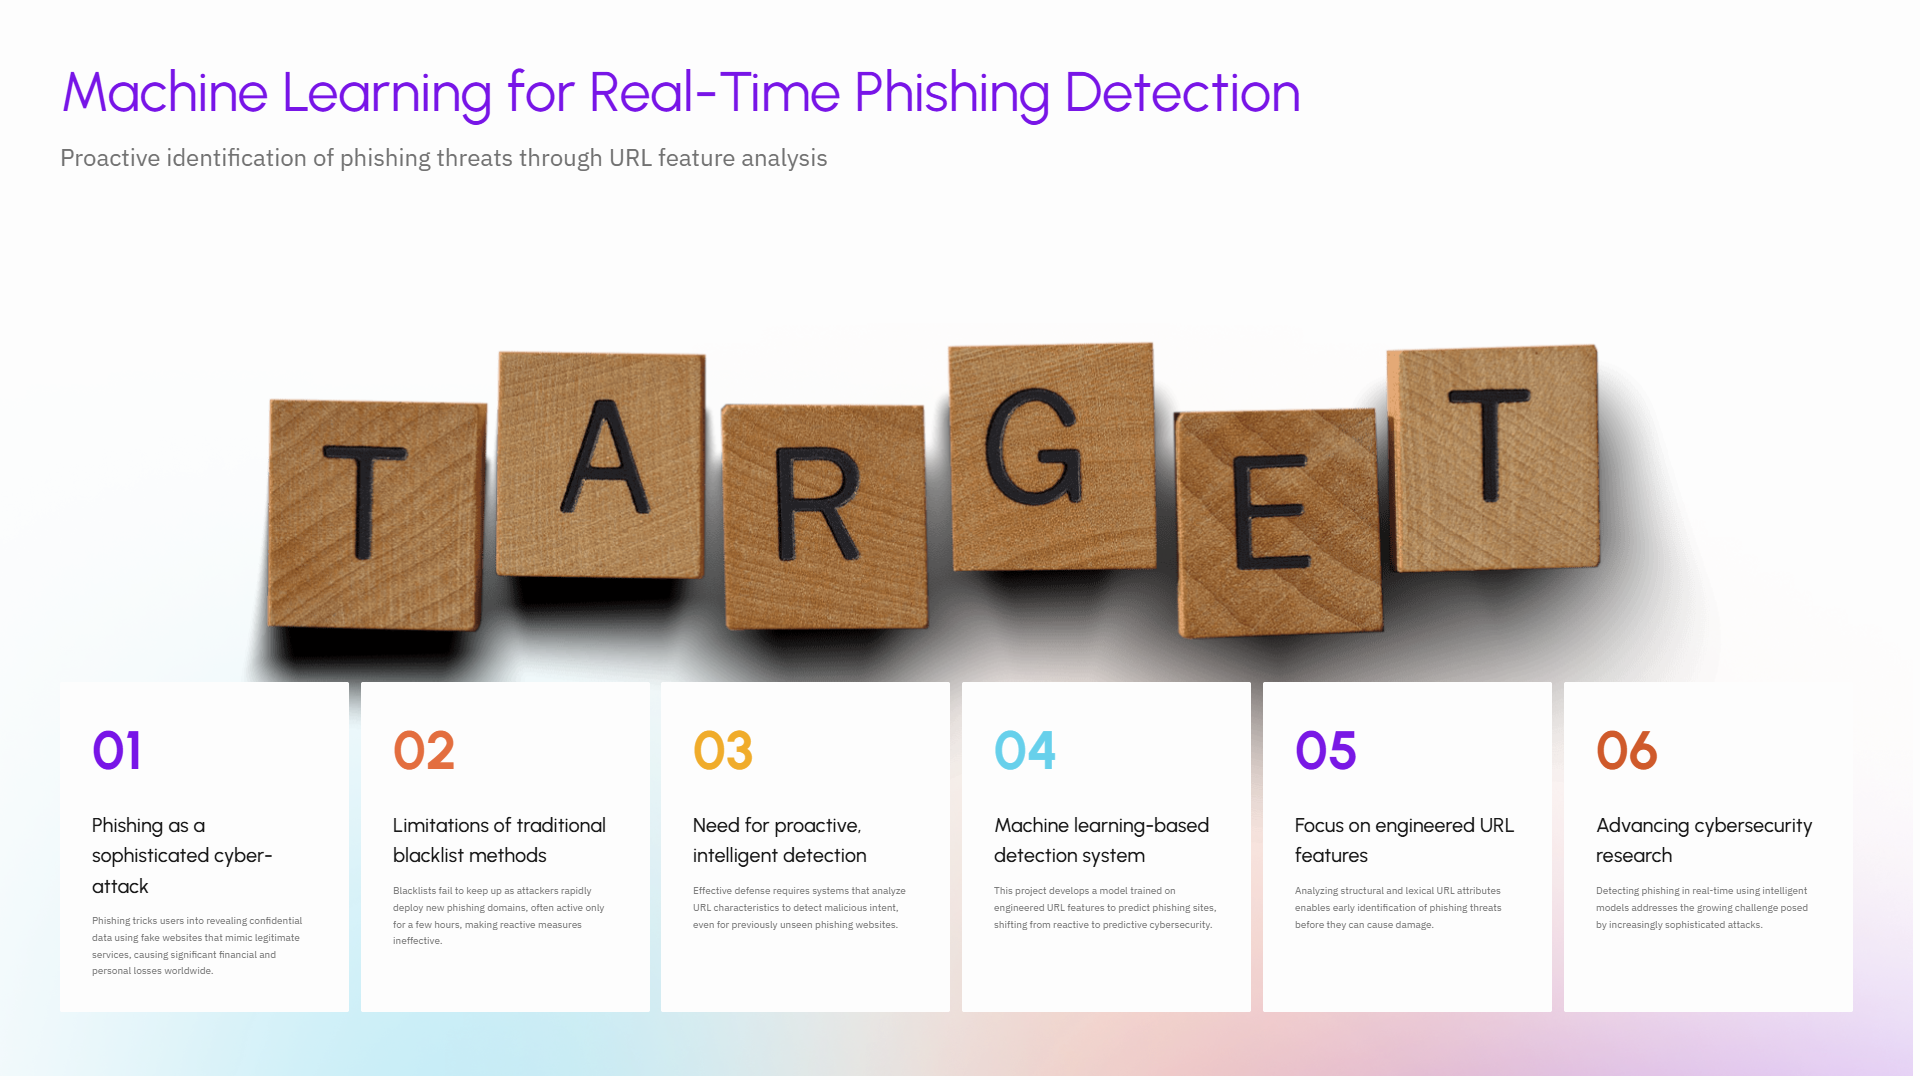 Machine Learning for Real-Time Phishing Detection
Proactive identification of phishing threats through URL feature analysis
TARGET
01
Phishing as a
sophisticated cyber-
attack
Phishing tricks users into revealing confidential
data using fake websites that mimic legitimate
services, causing significant financial and
personal losses worldwide.
02
Limitations of traditional
blacklist methods
Blacklists fail to keep up as attackers rapidly
deploy new phishing domains, often active only
for a few hours, making reactive measures
ineffective.
03
Need for proactive,
intelligent detection
Effective defense requires systems that analyze
URL characteristics to detect malicious intent,
even for previously unseen phishing websites.
04
Machine learning-based
detection system
This project develops a model trained on
engineered URL features to predict phishing sites,
shifting from reactive to predictive cybersecurity.
05
Focus on engineered URL
features
Analyzing structural and lexical URL attributes
enables early identification of phishing threats
before they can cause damage.
06
Advancing cybersecurity
research
Detecting phishing in real-time using intelligent
models addresses the growing challenge posed
by increasingly sophisticated attacks.